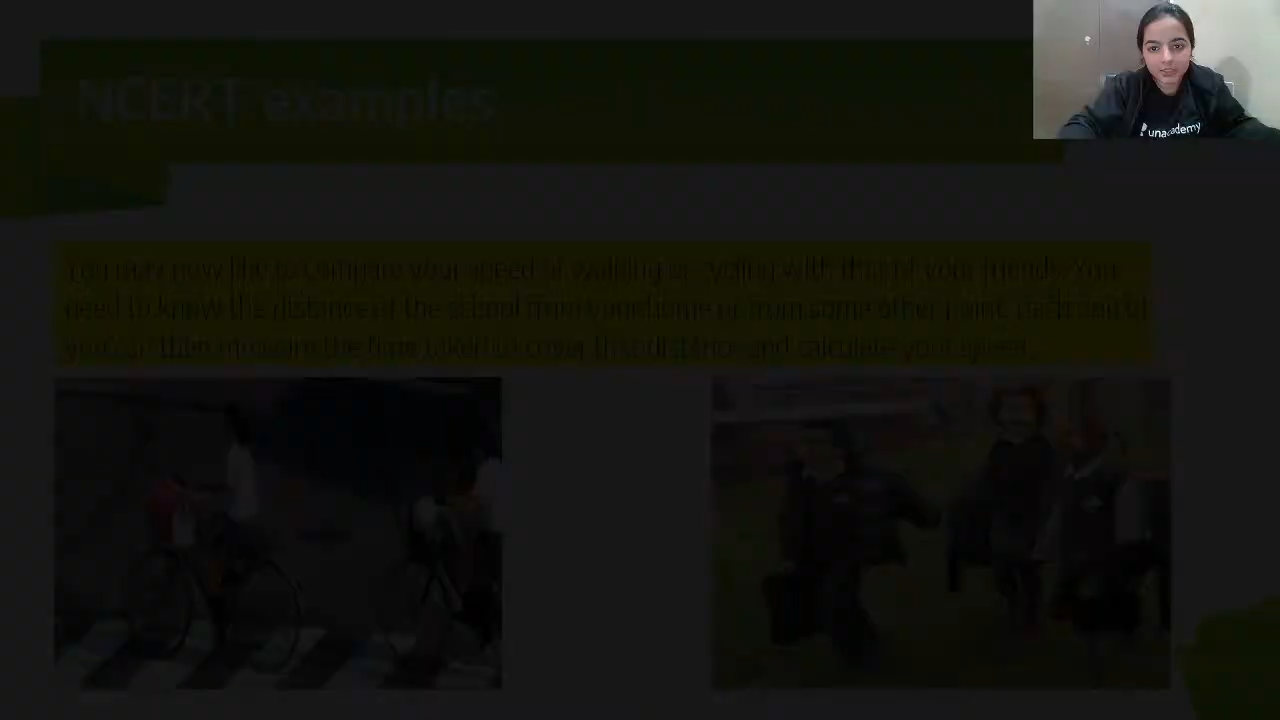 NCERT examples
unacademy
You may now like to compare your speed of walking or cycling with that of your friends. You
need to know the distance of the school from your home or from some other point. Each one of
you can then measure the time taken to cover that distance and calculate your speed.